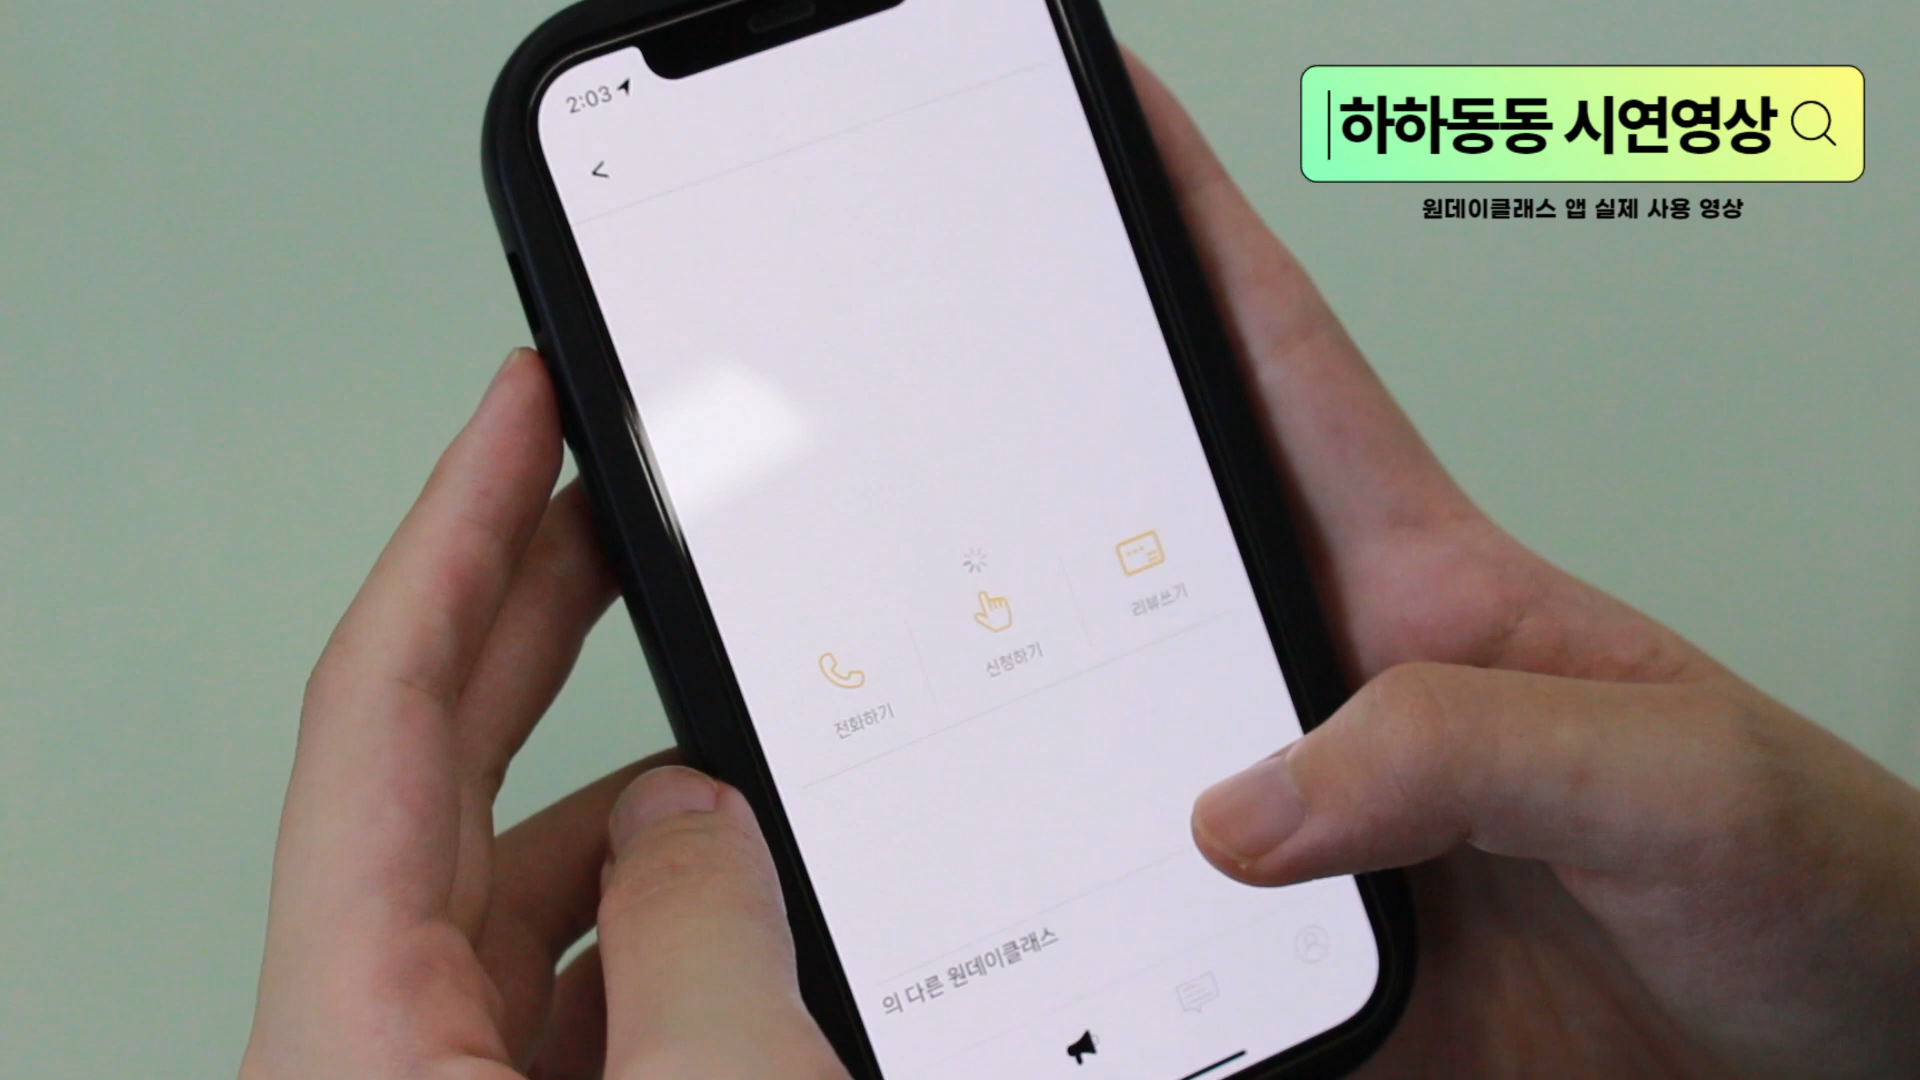 2:03
하하동동 시연영상
원데이클래스 앱 실제 사용 영상
전화하기
신청하기
리뷰쓰기
의 다른 원데이클래스